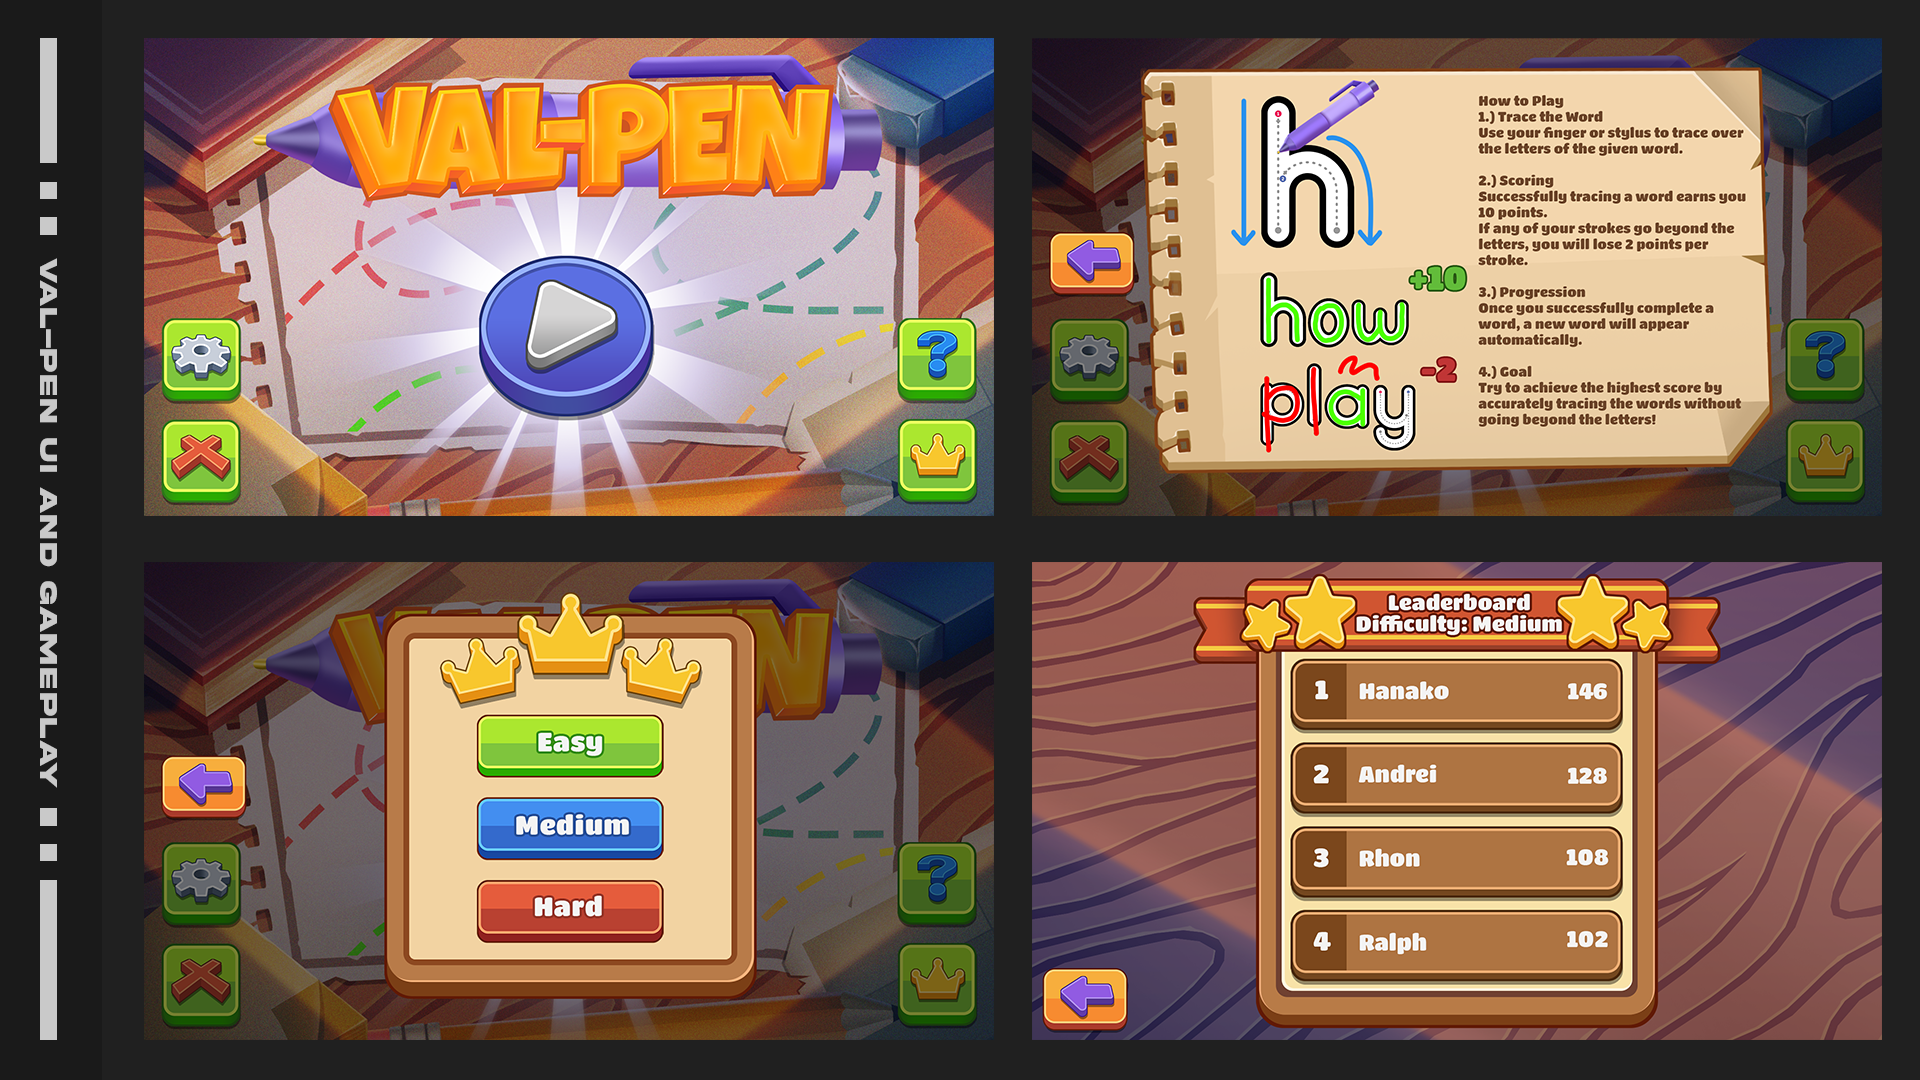 VAL-PEN UI AND GAMEPLAY
VAL-PEN
?
h
how
+10
play
-2
How to Play
1.) Trace the Word
Use your finger or stylus to trace over
the letters of the given word.
2.) Scoring
Successfully tracing a word earns you
10 points.
If any of your strokes go beyond the
letters, you will lose 2 points per
stroke.
3.) Progression
Once you successfully complete a
word, a new word will appear
automatically.
4.) Goal
Try to achieve the highest score by
accurately tracing the words without
going beyond the letters!
?
Easy
Medium
Hard
?
Leaderboard
Difficulty: Medium
1 Hanako 146
2 Andrei 128
3 Rhon 108
4 Ralph 102